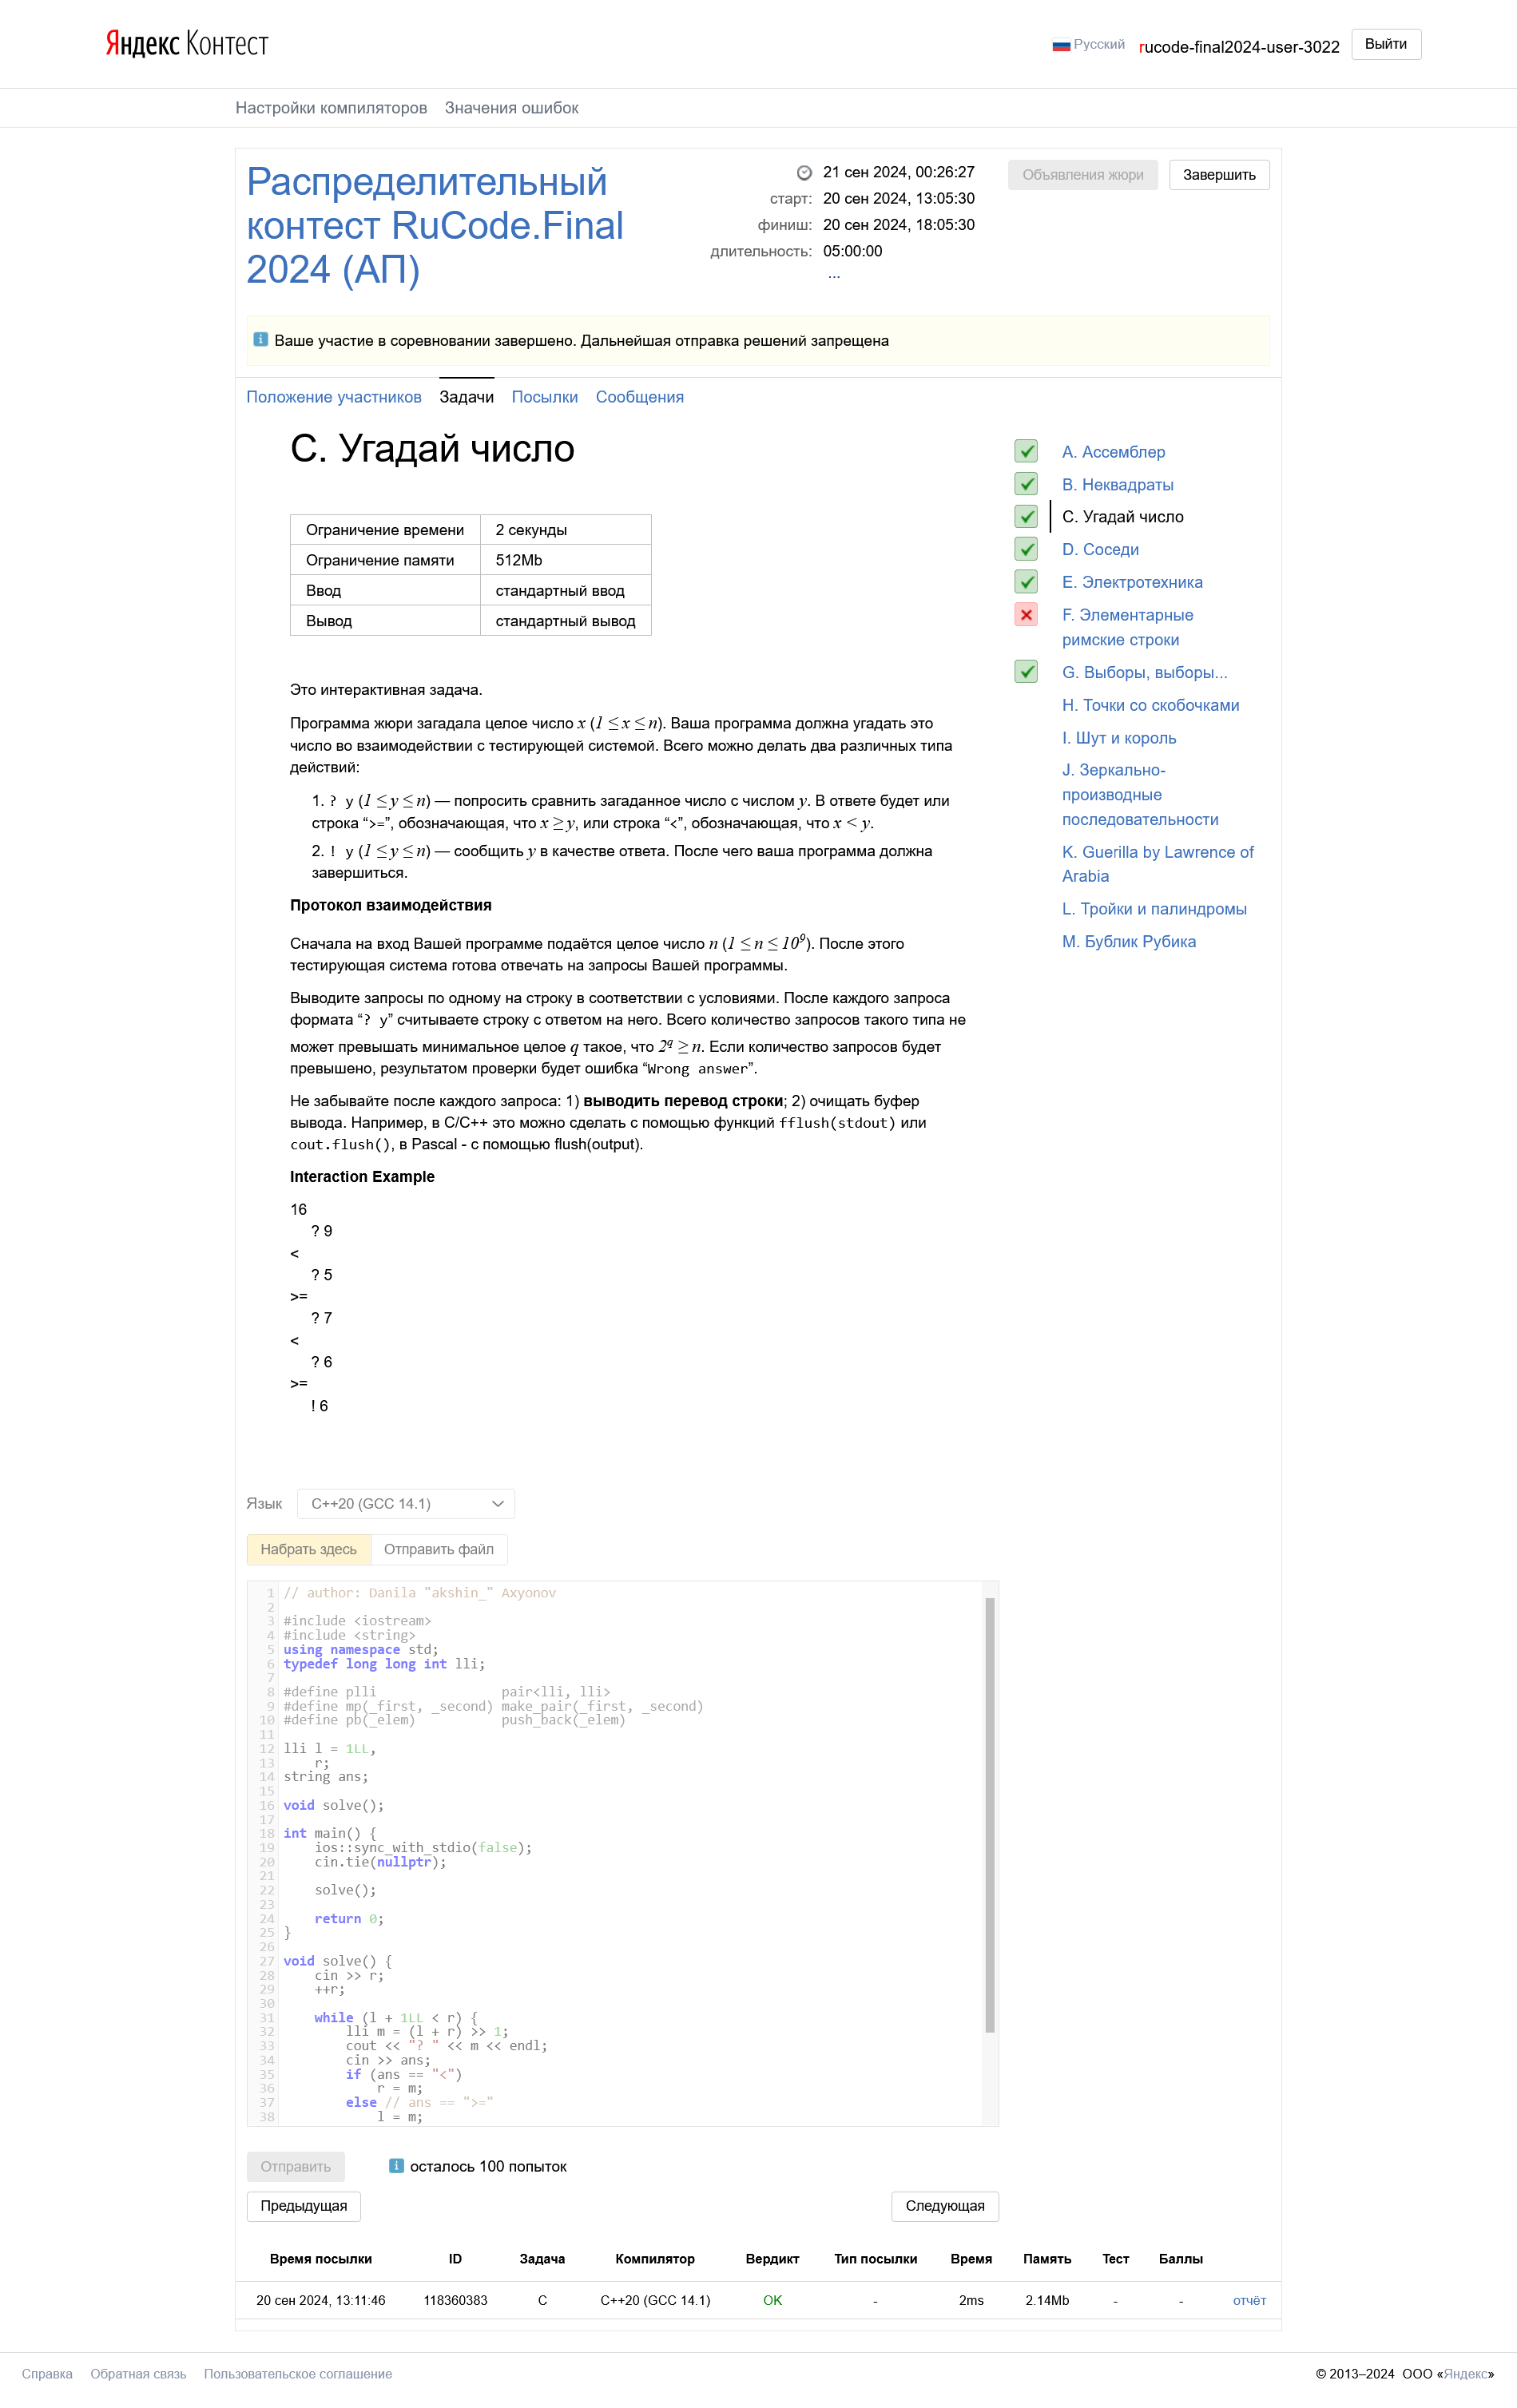 Яндекс Контест
Русский rucode-final2024-user-3022 Выйти
Настройки компиляторов Значения ошибок
Распределительный
контест RuCode.Final
2024 (АП)
21 сен 2024, 00:26:27
старт: 20 сен 2024, 13:05:30
финиш: 20 сен 2024, 18:05:30
длительность: 05:00:00
...
Объявления жюри Завершить
Ваше участие в соревновании завершено. Дальнейшая отправка решений запрещена
Положение участников Задачи Посылки Сообщения
C. Угадай число
Ограничение времени 2 секунды
Ограничение памяти 512Mb
Ввод стандартный ввод
Вывод стандартный вывод
Это интерактивная задача.
Программа жюри загадала целое число x (1 ≤ x ≤ n). Ваша программа должна угадать это
число во взаимодействии с тестирующей системой. Всего можно делать два различных типа
действий:
1. ? y (1 ≤ y ≤ n) — попросить сравнить загаданное число с числом y. В ответе будет или
строка “>=”, обозначающая, что x ≥ y, или строка “<”, обозначающая, что x < y.
2. ! y (1 ≤ y ≤ n) — сообщить y в качестве ответа. После чего ваша программа должна
завершиться.
Протокол взаимодействия
Сначала на вход Вашей программе подаётся целое число n (1 ≤ n ≤ 10⁹). После этого
тестирующая система готова отвечать на запросы Вашей программы.
Выводите запросы по одному на строку в соответствии с условиями. После каждого запроса
формата “? y” считываете строку с ответом на него. Всего количество запросов такого типа не
может превышать минимальное целое q такое, что 2^q ≥ n. Если количество запросов будет
превышено, результатом проверки будет ошибка “Wrong answer”.
Не забывайте после каждого запроса: 1) выводить перевод строки; 2) очищать буфер
вывода. Например, в C/C++ это можно сделать с помощью функций fflush(stdout) или
cout.flush(), в Pascal - с помощью flush(output).
Interaction Example
16
? 9
<
? 5
>=
? 7
<
? 6
>=
! 6
A. Ассемблер
B. Неквадраты
C. Угадай число
D. Соседи
E. Электротехника
F. Элементарные
римские строки
G. Выборы, выборы...
H. Точки со скобочками
I. Шут и король
J. Зеркально-
производные
последовательности
K. Guerilla by Lawrence of
Arabia
L. Тройки и палиндромы
M. Бублик Рубика
Язык C++20 (GCC 14.1)
Набрать здесь Отправить файл
1 // author: Danila "akshin_" Axyonov
2
3 #include <iostream>
4 #include <string>
5 using namespace std;
6 typedef long long int lli;
7
8 #define plli                pair<lli, lli>
9 #define mp(_first, _second) make_pair(_first, _second)
10 #define pb(_elem)           push_back(_elem)
11
12 lli l = 1LL,
13     r;
14 string ans;
15
16 void solve();
17
18 int main() {
19     ios::sync_with_stdio(false);
20     cin.tie(nullptr);
21
22     solve();
23
24     return 0;
25 }
26
27 void solve() {
28     cin >> r;
29     ++r;
30
31     while (l + 1LL < r) {
32         lli m = (l + r) >> 1;
33         cout << "? " << m << endl;
34         cin >> ans;
35         if (ans == "<")
36             r = m;
37         else // ans == ">="
38             l = m;
Отправить осталось 100 попыток
Предыдущая Следующая
Время посылки ID Задача Компилятор Вердикт Тип посылки Время Память Тест Баллы
20 сен 2024, 13:11:46 118360383 C C++20 (GCC 14.1) OK - 2ms 2.14Mb - - отчёт
Справка Обратная связь Пользовательское соглашение © 2013–2024 ООО «Яндекс»